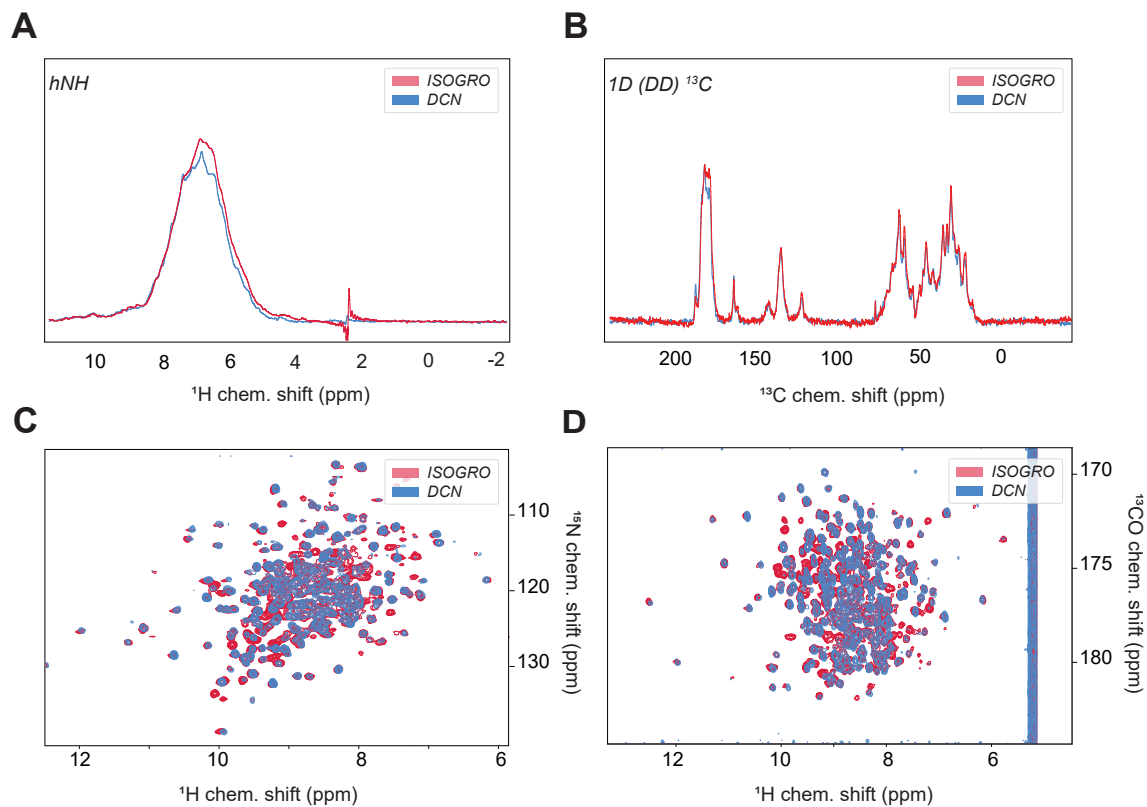 A
hNH
ISOGRO
DCN
10 8 6 4 2 0 -2
¹H chem. shift (ppm)
B
1D (DD) ¹³C
ISOGRO
DCN
200 150 100 50 0
¹³C chem. shift (ppm)
C
ISOGRO
DCN
110
120
130
¹⁵N chem. shift (ppm)
12 10 8 6
¹H chem. shift (ppm)
D
ISOGRO
DCN
170
175
180
¹³CO chem. shift (ppm)
12 10 8 6
¹H chem. shift (ppm)